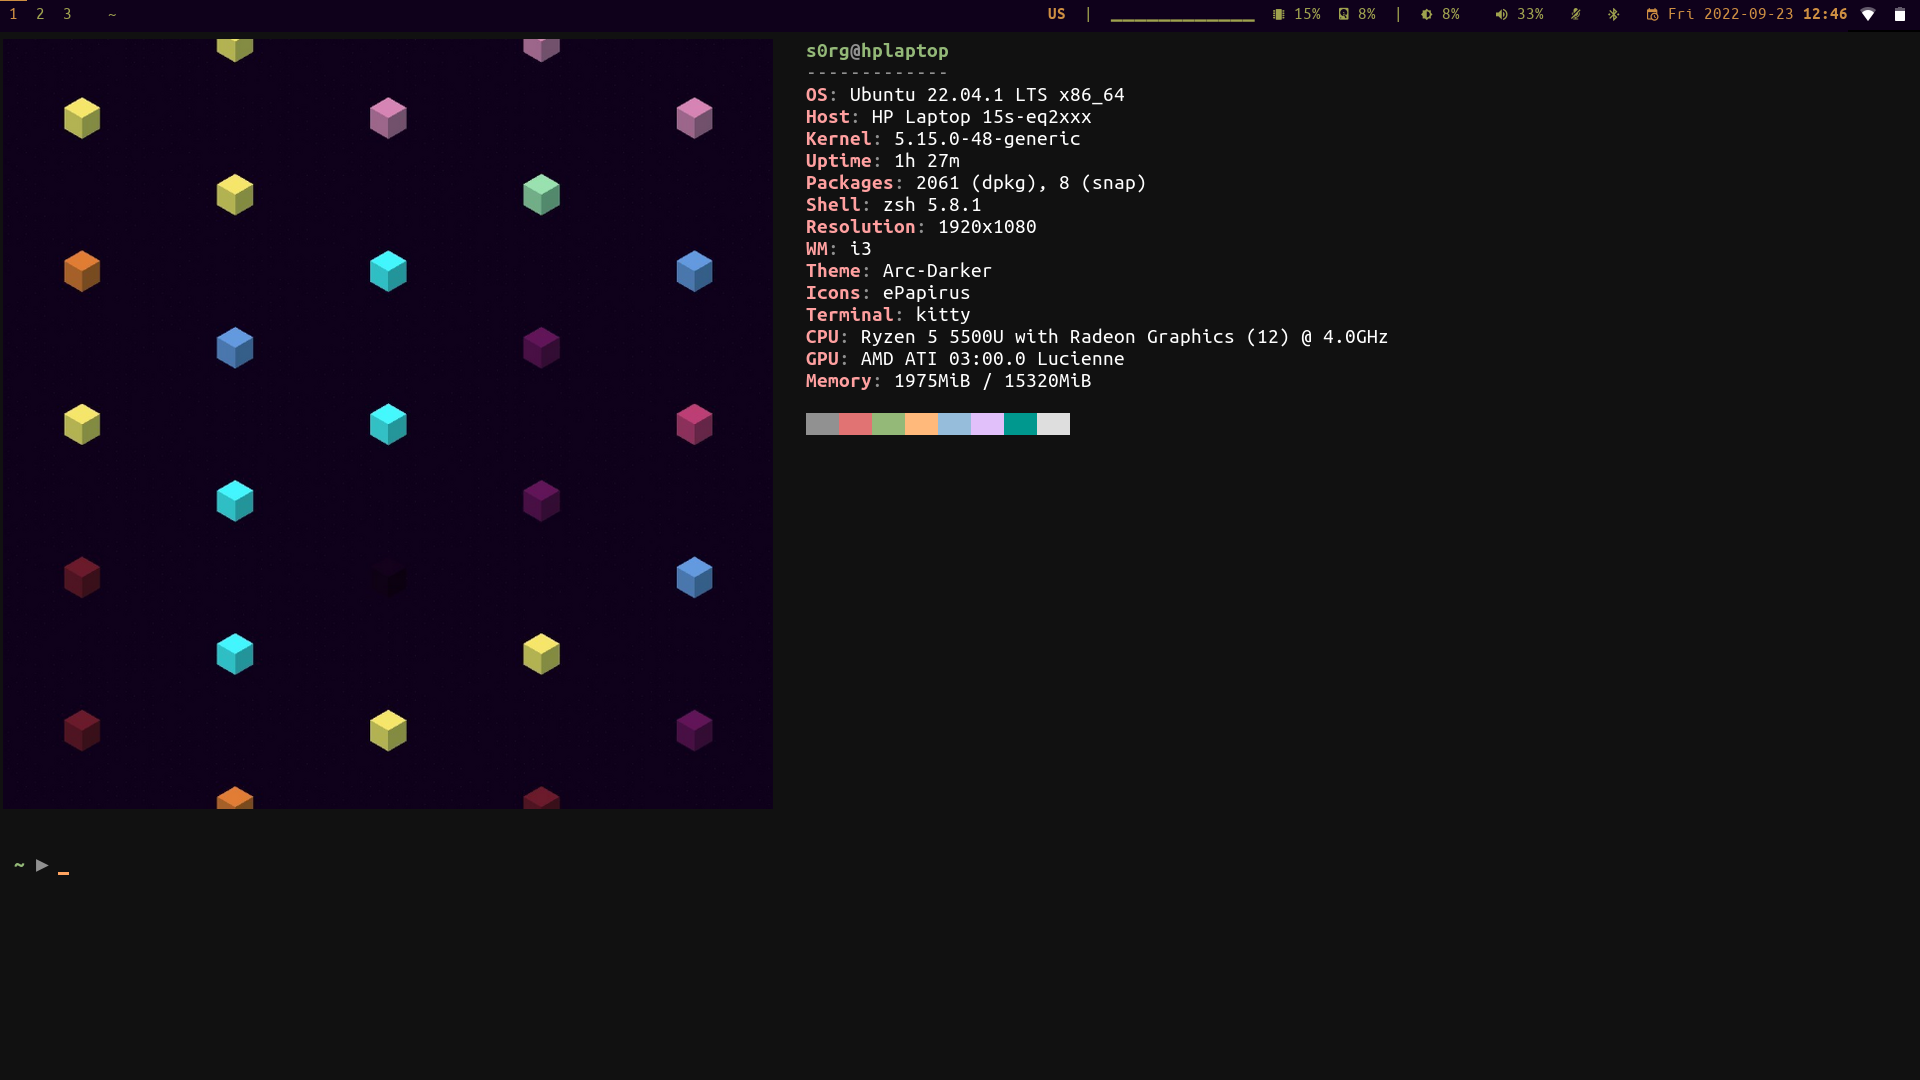 1 2 3 ~ US | 15% 8% | 8% 33% Fri 2022-09-23 12:46
s0rg@hplaptop
-------------
OS: Ubuntu 22.04.1 LTS x86_64
Host: HP Laptop 15s-eq2xxx
Kernel: 5.15.0-48-generic
Uptime: 1h 27m
Packages: 2061 (dpkg), 8 (snap)
Shell: zsh 5.8.1
Resolution: 1920x1080
WM: i3
Theme: Arc-Darker
Icons: ePapirus
Terminal: kitty
CPU: Ryzen 5 5500U with Radeon Graphics (12) @ 4.0GHz
GPU: AMD ATI 03:00.0 Lucienne
Memory: 1975MiB / 15320MiB
~ ▶ _